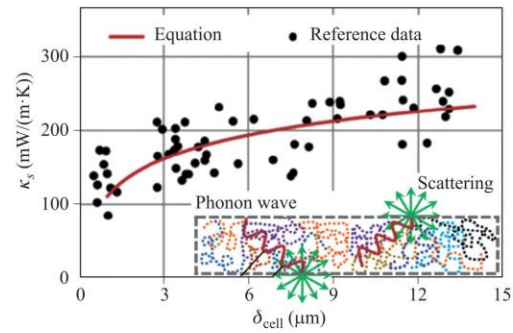 Equation
Reference data
300
200
100
0
κs (mW/(m·K))
Phonon wave
Scattering
0
3
6
9
12
15
δcell (μm)